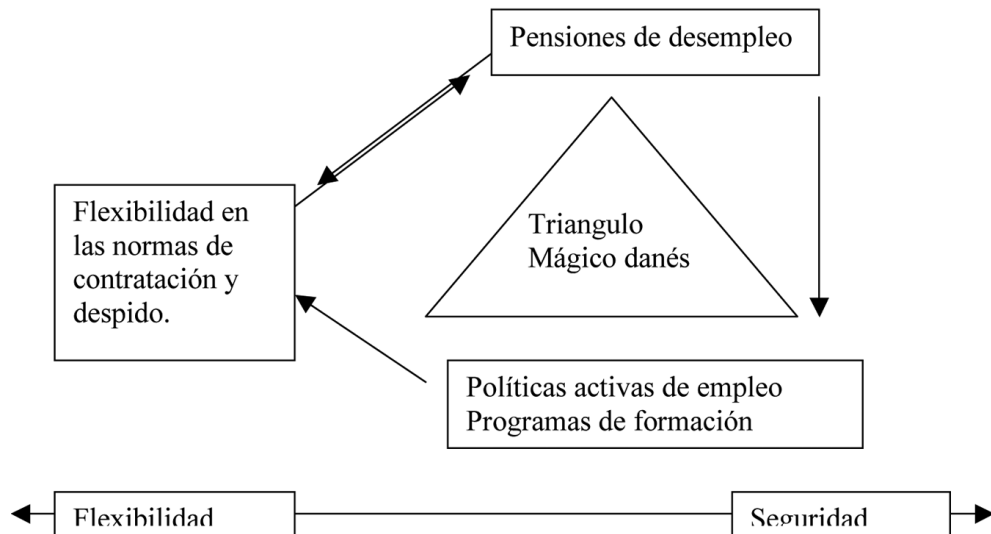 Pensiones de desempleo
Flexibilidad en
las normas de
contratación y
despido.
Triangulo
Mágico danés
Políticas activas de empleo
Programas de formación
Flexibilidad
Seguridad